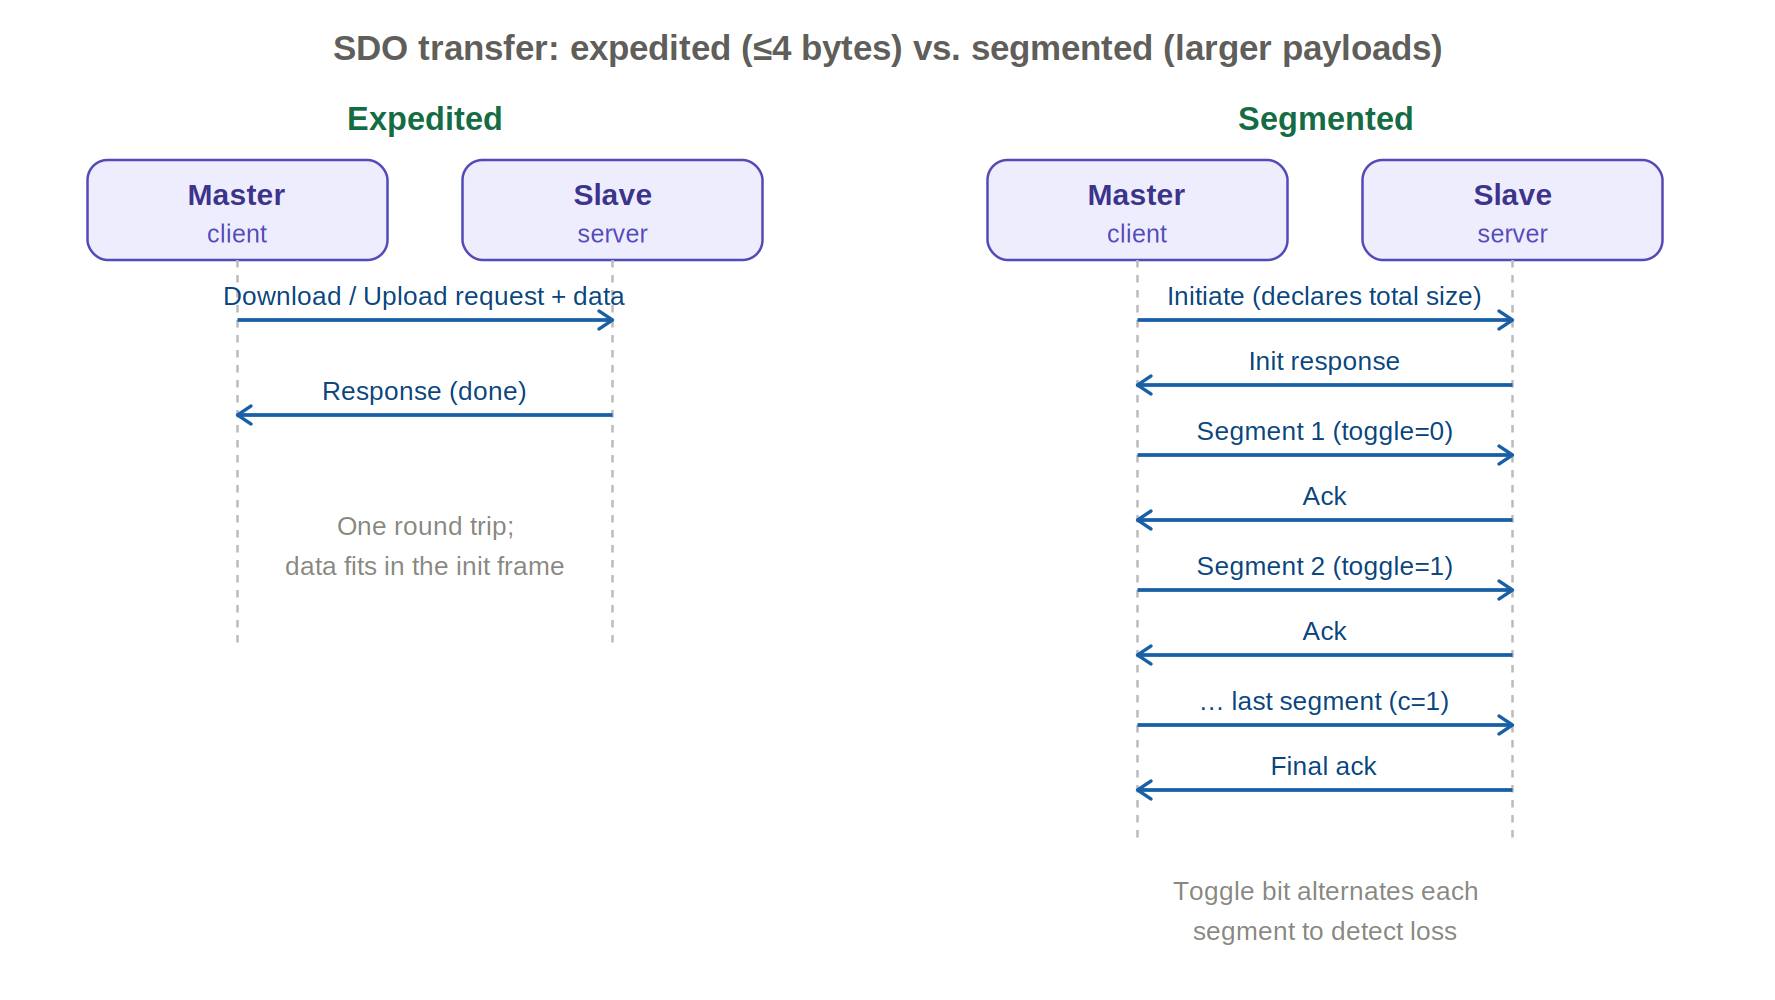 SDO transfer: expedited (≤4 bytes) vs. segmented (larger payloads)
Expedited
Master
client
Slave
server
Download / Upload request + data
Response (done)
One round trip;
data fits in the init frame
Segmented
Master
client
Slave
server
Initiate (declares total size)
Init response
Segment 1 (toggle=0)
Ack
Segment 2 (toggle=1)
Ack
… last segment (c=1)
Final ack
Toggle bit alternates each
segment to detect loss